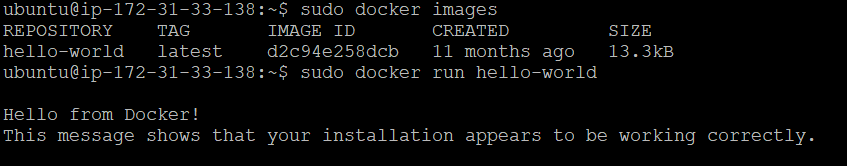 ubuntu@ip-172-31-33-138:~$ sudo docker images
REPOSITORY    TAG       IMAGE ID       CREATED         SIZE
hello-world   latest    d2c94e258dcb   11 months ago   13.3kB
ubuntu@ip-172-31-33-138:~$ sudo docker run hello-world
Hello from Docker!
This message shows that your installation appears to be working correctly.